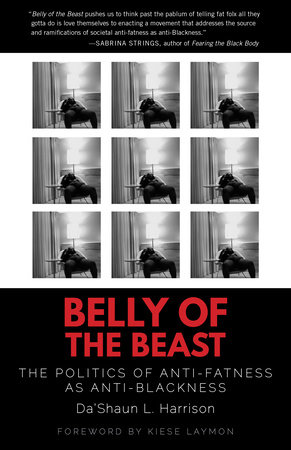 “Belly of the Beast pushes us to think past the pablum of telling fat folx all they
gotta do is love themselves to enacting a movement that addresses the source
and ramifications of societal anti-fatness as anti-Blackness.”
—SABRINA STRINGS, author of Fearing the Black Body
BELLY OF
THE BEAST
THE POLITICS OF ANTI-FATNESS
AS ANTI-BLACKNESS
Da’Shaun L. Harrison
FOREWORD BY KIESE LAYMON